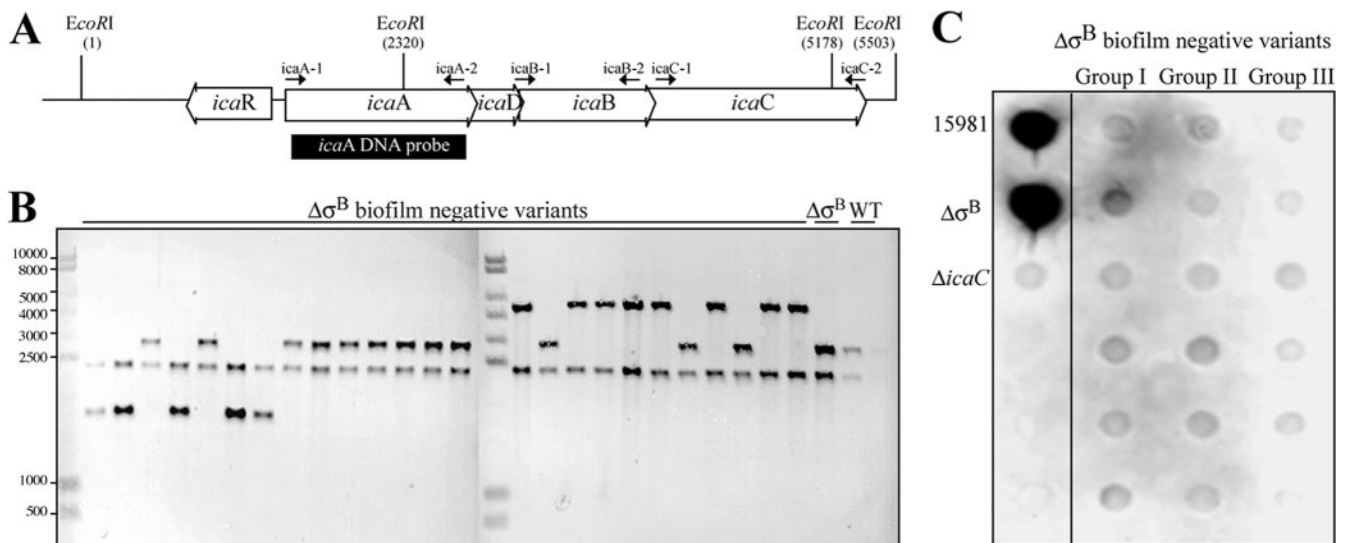 A
EcoRI EcoRI EcoRI EcoRI
(1) (2320) (5178) (5503)
icaA-1 icaA-2 icaB-1 icaB-2 icaC-1 icaC-2
icaR icaA icaD icaB icaC
icaA DNA probe
B
ΔσB biofilm negative variants ΔσB WT
10000
8000
5000
4000
3000
2500
1000
500
C
ΔσB biofilm negative variants
Group I Group II Group III
15981
ΔσB
ΔicaC